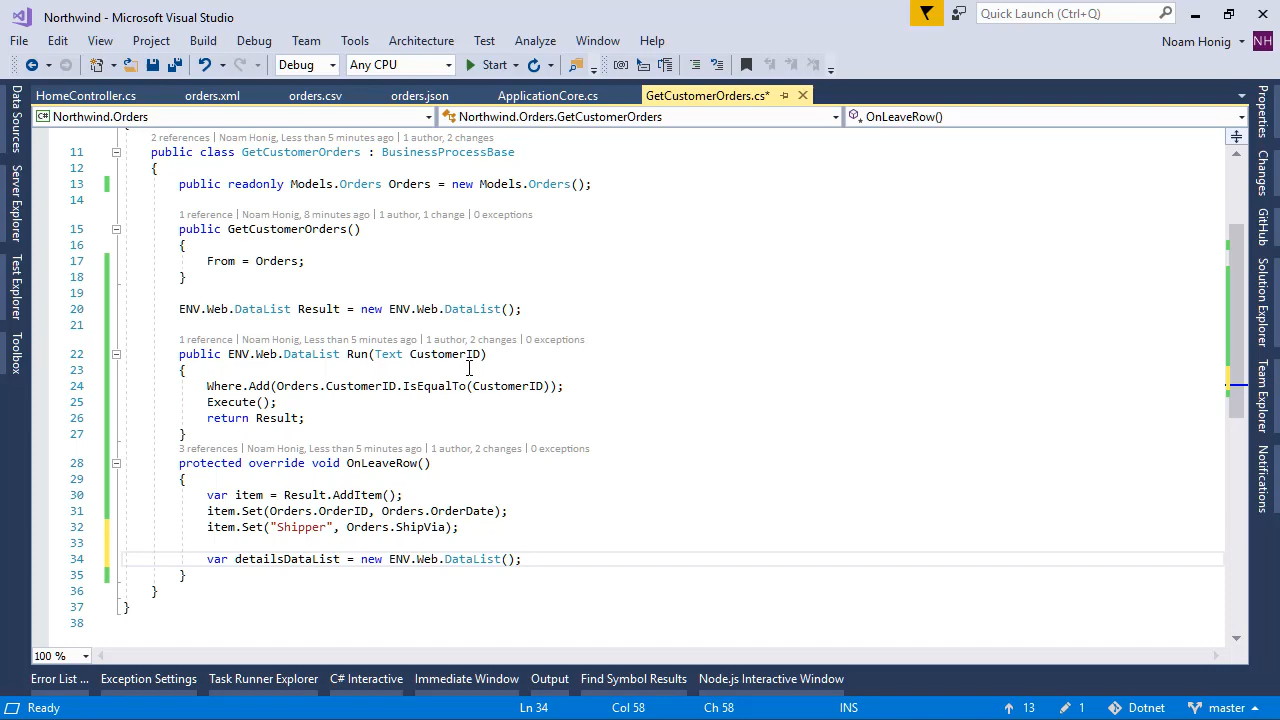 Northwind - Microsoft Visual Studio
Quick Launch (Ctrl+Q)
File Edit View Project Build Debug Team Tools Architecture Test Analyze Window Help
Noam Honig NH
Debug Any CPU Start
HomeController.cs orders.xml orders.csv orders.json ApplicationCore.cs GetCustomerOrders.cs*
Northwind.Orders Northwind.Orders.GetCustomerOrders OnLeaveRow()
Data Sources
Server Explorer
Test Explorer
Toolbox
2 references | Noam Honig, Less than 5 minutes ago | 1 author, 2 changes
11 public class GetCustomerOrders : BusinessProcessBase
12 {
13 public readonly Models.Orders Orders = new Models.Orders();
14
1 reference | Noam Honig, 8 minutes ago | 1 author, 1 change | 0 exceptions
15 public GetCustomerOrders()
16 {
17 From = Orders;
18 }
19
20 ENV.Web.DataList Result = new ENV.Web.DataList();
21
1 reference | Noam Honig, Less than 5 minutes ago | 1 author, 2 changes | 0 exceptions
22 public ENV.Web.DataList Run(Text CustomerID)
23 {
24 Where.Add(Orders.CustomerID.IsEqualTo(CustomerID));
25 Execute();
26 return Result;
27 }
3 references | Noam Honig, Less than 5 minutes ago | 1 author, 2 changes | 0 exceptions
28 protected override void OnLeaveRow()
29 {
30 var item = Result.AddItem();
31 item.Set(Orders.OrderID, Orders.OrderDate);
32 item.Set("Shipper", Orders.ShipVia);
33
34 var detailsDataList = new ENV.Web.DataList();
35 }
36 }
37 }
38
Properties
Changes
GitHub
Solution Explorer
Team Explorer
Notifications
100 %
Error List ... Exception Settings Task Runner Explorer C# Interactive Immediate Window Output Find Symbol Results Node.js Interactive Window
Ready Ln 34 Col 58 Ch 58 INS 13 1 Dotnet master